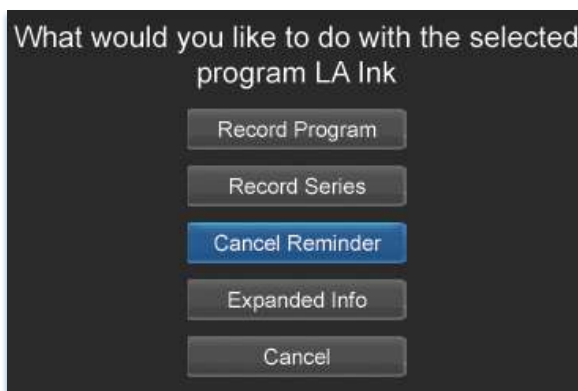 What would you like to do with the selected
program LA Ink
Record Program
Record Series
Cancel Reminder
Expanded Info
Cancel